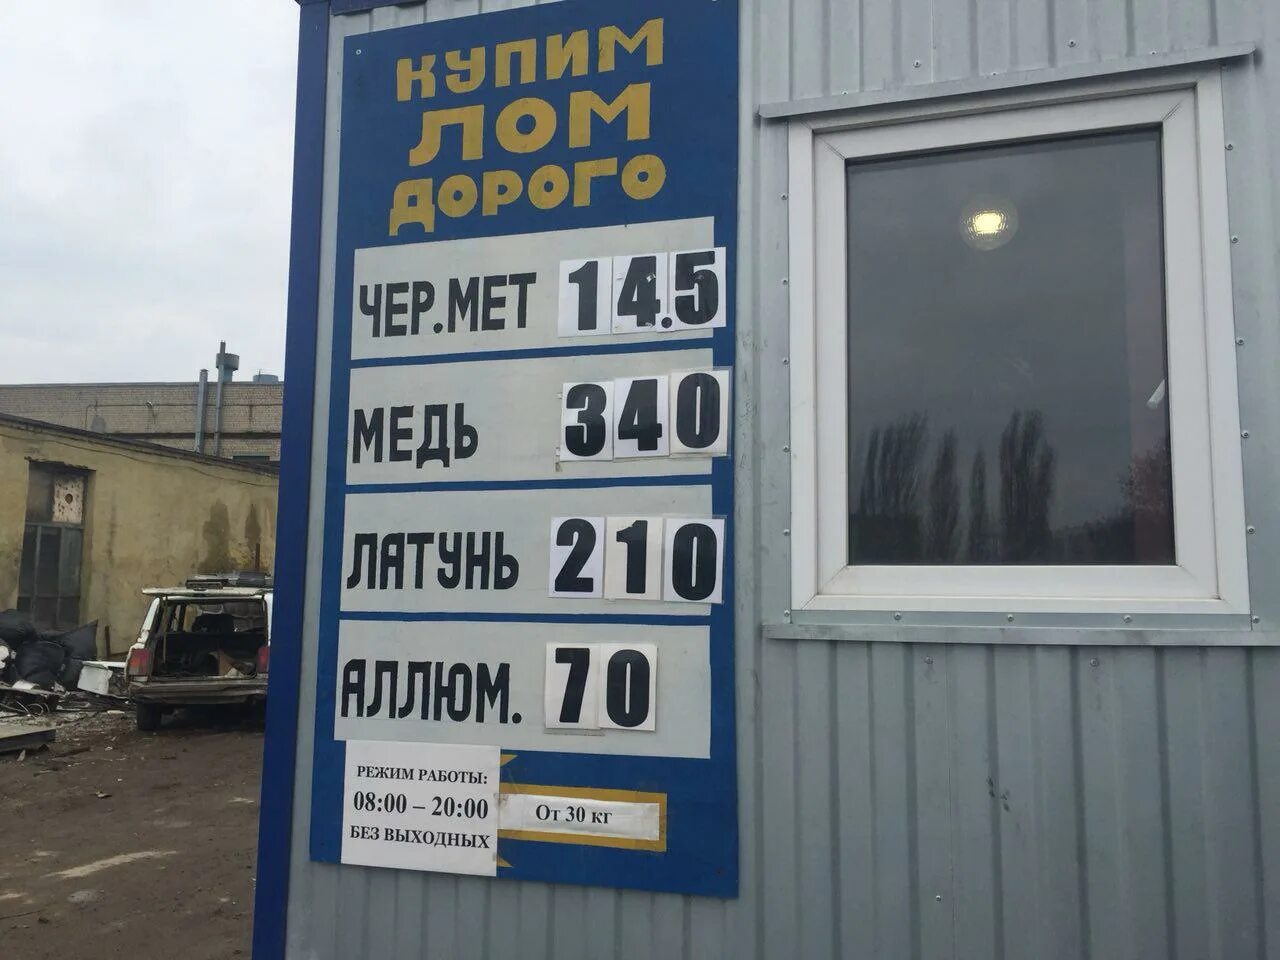 КУПИМ
ЛОМ
ДОРОГО
ЧЕР.МЕТ 14.5
МЕДЬ 340
ЛАТУНЬ 210
АЛЛЮМ. 70
РЕЖИМ РАБОТЫ:
08:00 – 20:00
БЕЗ ВЫХОДНЫХ
От 30 кг